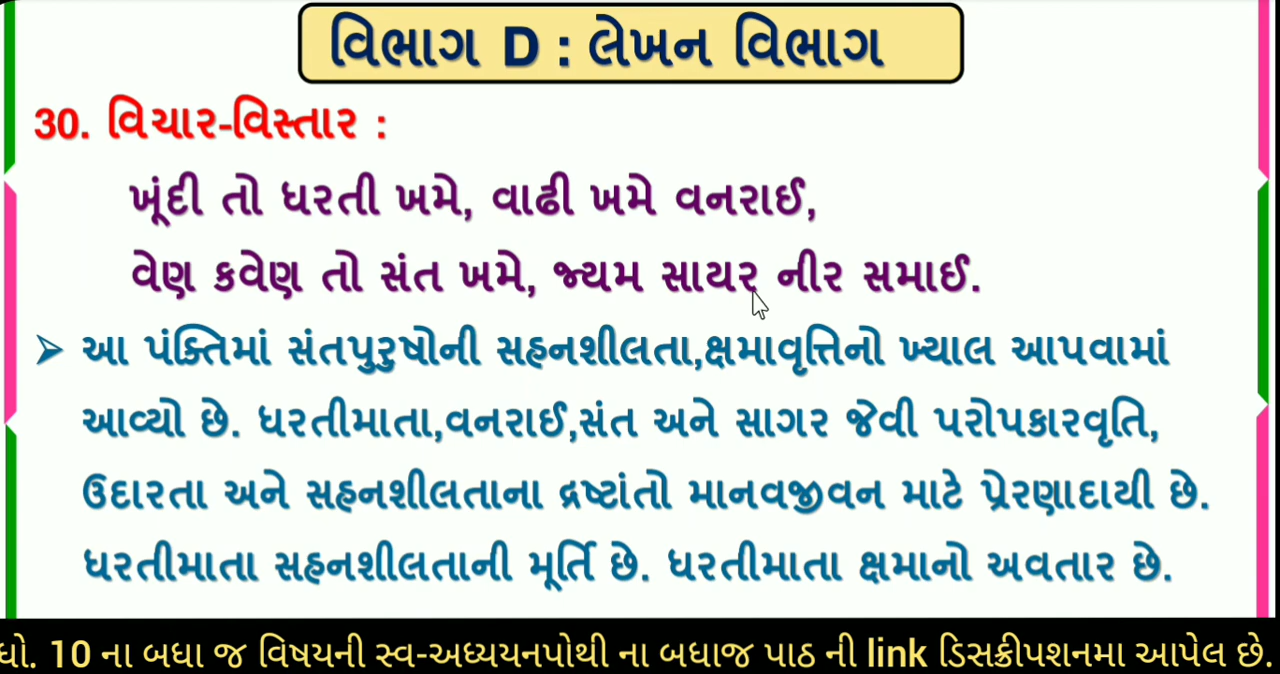 વિભાગ D : લેખન વિભાગ
30. વિચાર-વિસ્તાર :
ખૂંદી તો ધરતી ખમે, વાઢી ખમે વનરાઈ,
વેણ કવેણ તો સંત ખમે, જ્યમ સાયર નીર સમાઈ.
➢ આ પંક્તિમાં સંતપુરુષોની સહનશીલતા,ક્ષમાવૃત્તિનો ખ્યાલ આપવામાં
આવ્યો છે. ધરતીમાતા,વનરાઈ,સંત અને સાગર જેવી પરોપકારવૃતિ,
ઉદારતા અને સહનશીલતાના દ્રષ્ટાંતો માનવજીવન માટે પ્રેરણાદાયી છે.
ધરતીમાતા સહનશીલતાની મૂર્તિ છે. ધરતીમાતા ક્ષમાનો અવતાર છે.
ધો. 10 ના બધા જ વિષયની સ્વ-અધ્યયનપોથી ના બધાજ પાઠ ની link ડિસક્રીપશનમા આપેલ છે.